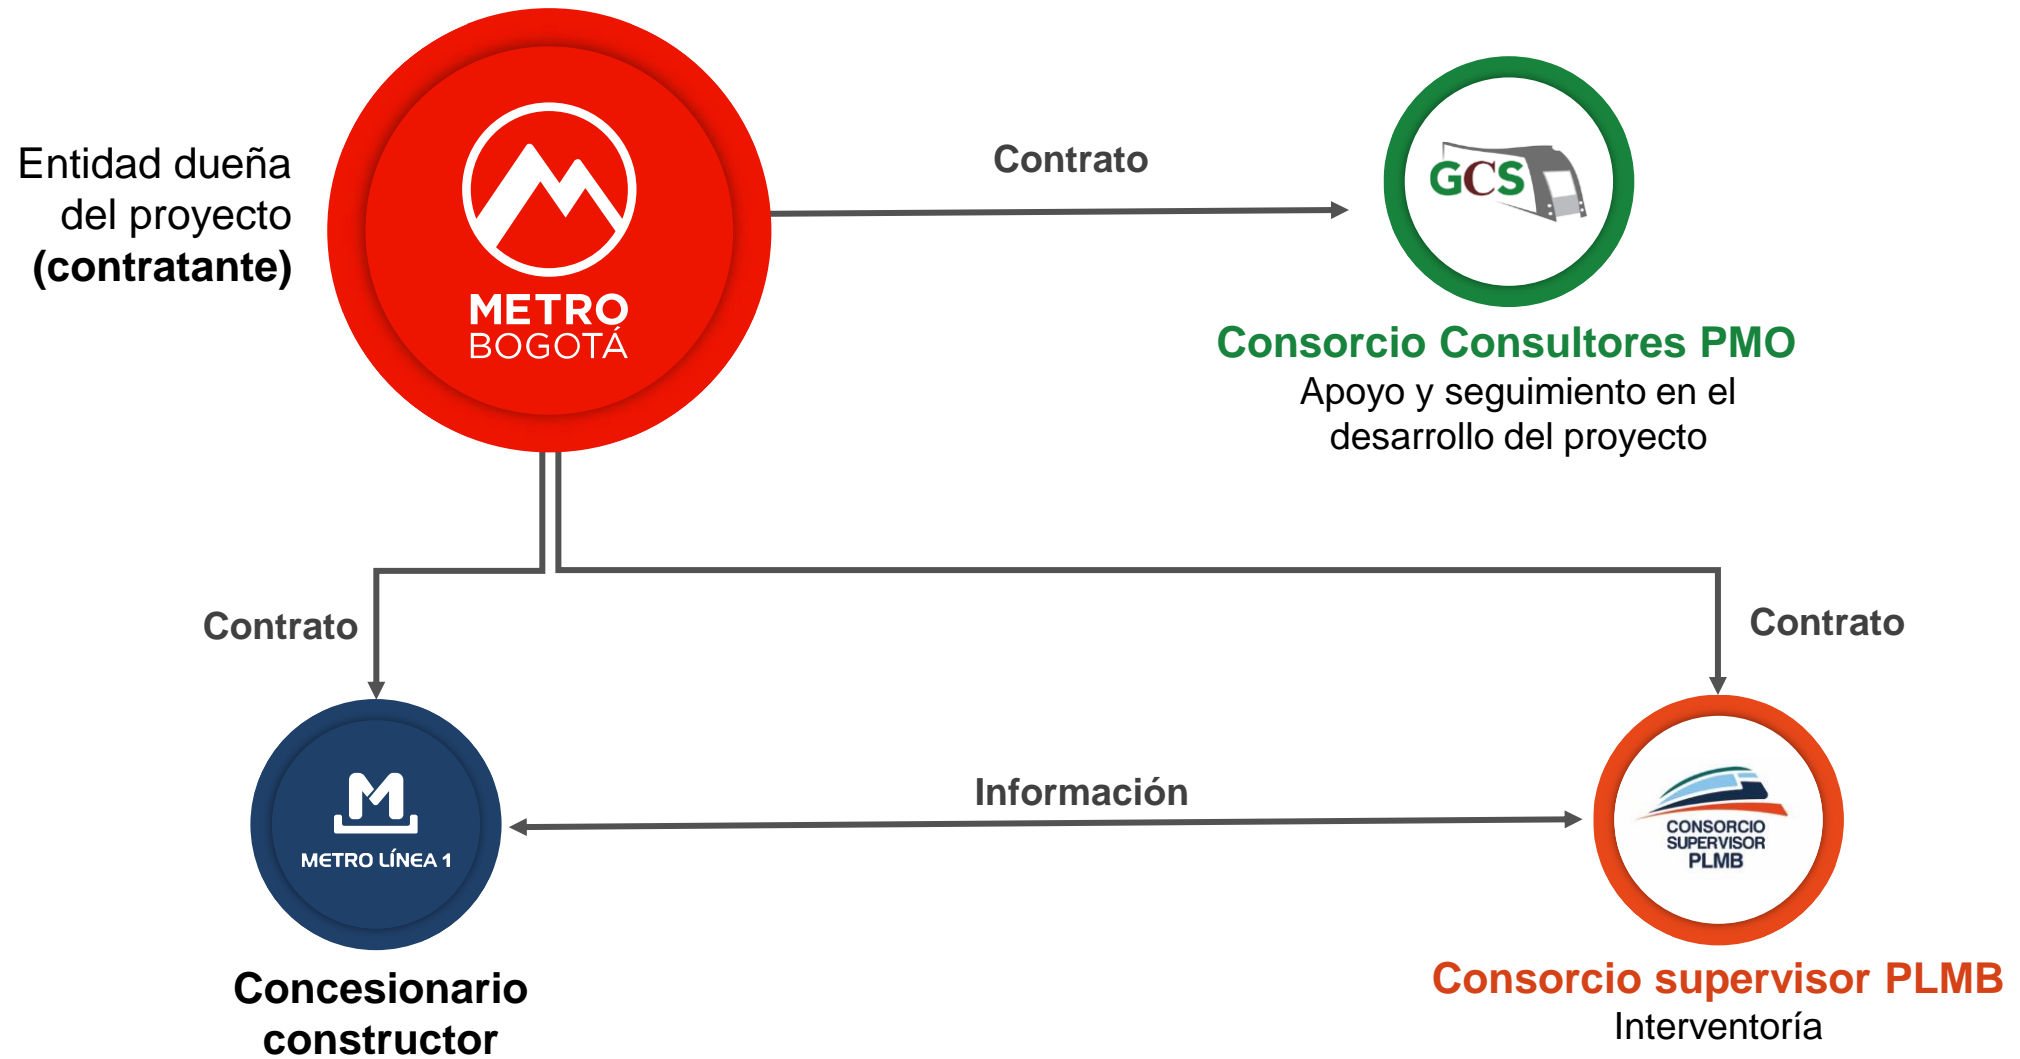 Entidad dueña
del proyecto
(contratante)
METRO
BOGOTÁ
Contrato
GCS
Consorcio Consultores PMO
Apoyo y seguimiento en el
desarrollo del proyecto
Contrato
Contrato
METRO LÍNEA 1
Información
CONSORCIO
SUPERVISOR
PLMB
Concesionario
constructor
Consorcio supervisor PLMB
Interventoría